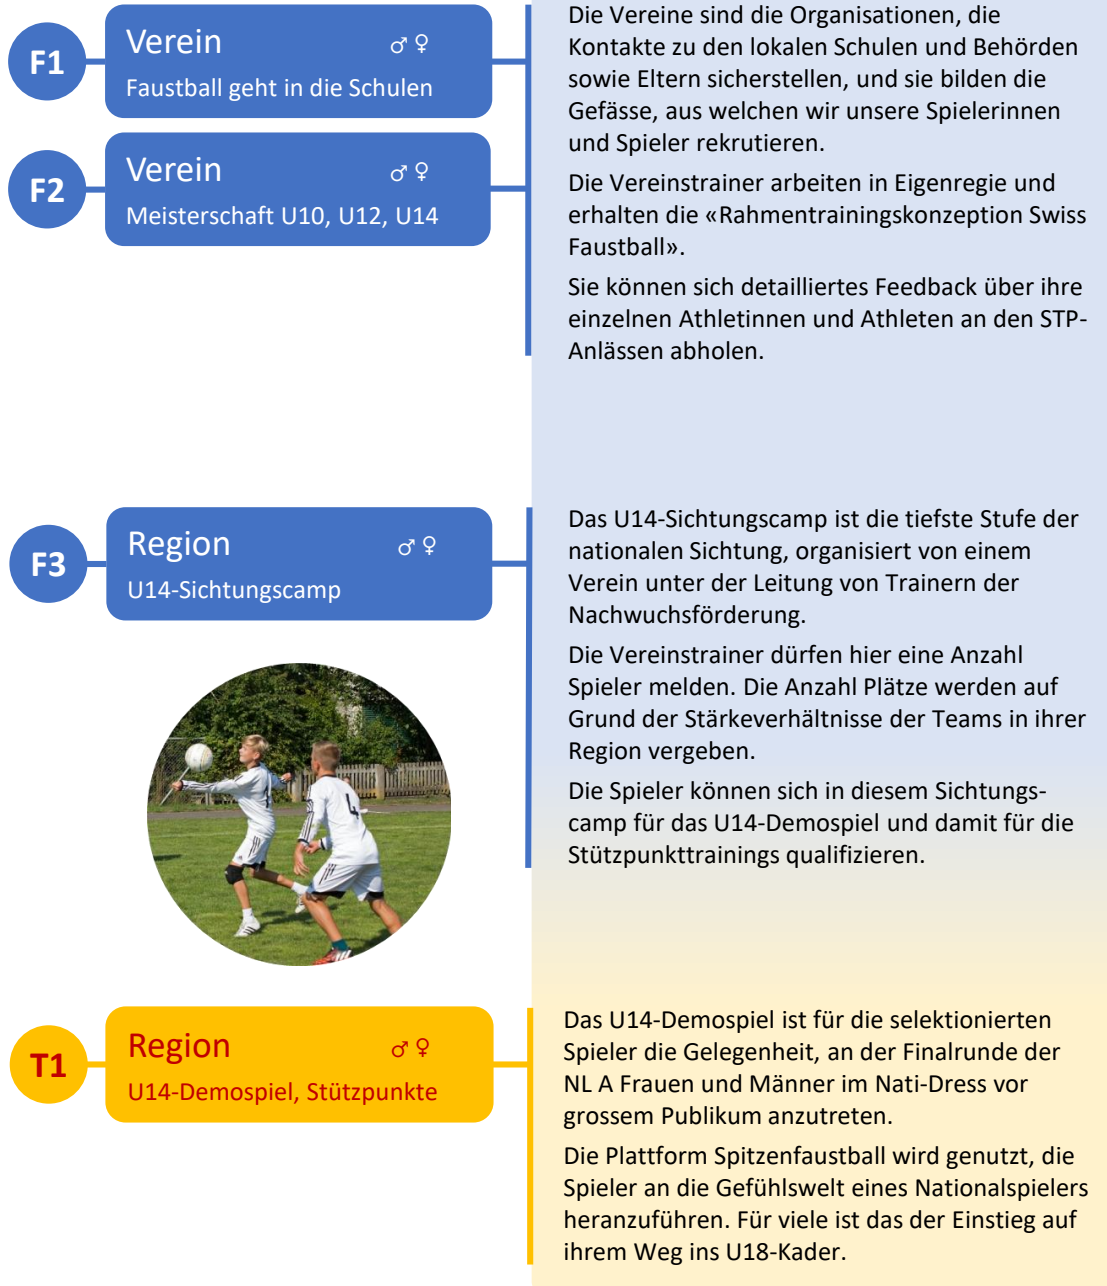 F1
Verein ♂♀
Faustball geht in die Schulen
F2
Verein ♂♀
Meisterschaft U10, U12, U14
Die Vereine sind die Organisationen, die
Kontakte zu den lokalen Schulen und Behörden
sowie Eltern sicherstellen, und sie bilden die
Gefässe, aus welchen wir unsere Spielerinnen
und Spieler rekrutieren.
Die Vereinstrainer arbeiten in Eigenregie und
erhalten die «Rahmentrainingskonzeption Swiss
Faustball».
Sie können sich detailliertes Feedback über ihre
einzelnen Athletinnen und Athleten an den STP-
Anlässen abholen.
F3
Region ♂♀
U14-Sichtungscamp
Das U14-Sichtungscamp ist die tiefste Stufe der
nationalen Sichtung, organisiert von einem
Verein unter der Leitung von Trainern der
Nachwuchsförderung.
Die Vereinstrainer dürfen hier eine Anzahl
Spieler melden. Die Anzahl Plätze werden auf
Grund der Stärkeverhältnisse der Teams in ihrer
Region vergeben.
Die Spieler können sich in diesem Sichtungs-
camp für das U14-Demospiel und damit für die
Stützpunkttrainings qualifizieren.
4
T1
Region ♂♀
U14-Demospiel, Stützpunkte
Das U14-Demospiel ist für die selektionierten
Spieler die Gelegenheit, an der Finalrunde der
NL A Frauen und Männer im Nati-Dress vor
grossem Publikum anzutreten.
Die Plattform Spitzenfaustball wird genutzt, die
Spieler an die Gefühlswelt eines Nationalspielers
heranzuführen. Für viele ist das der Einstieg auf
ihrem Weg ins U18-Kader.